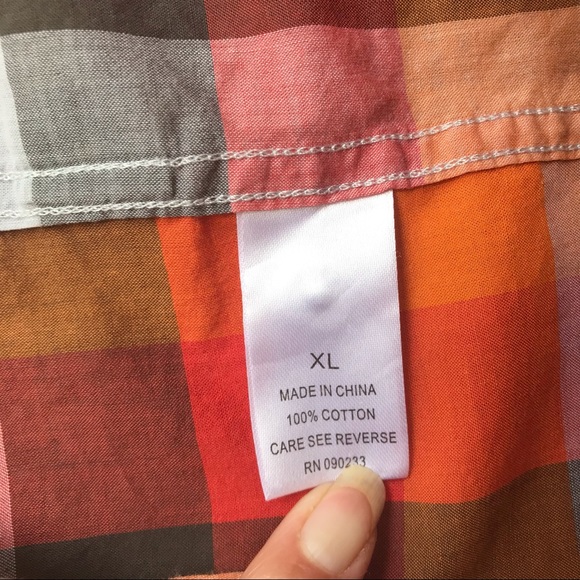 XL
MADE IN CHINA
100% COTTON
CARE SEE REVERSE
RN 090233